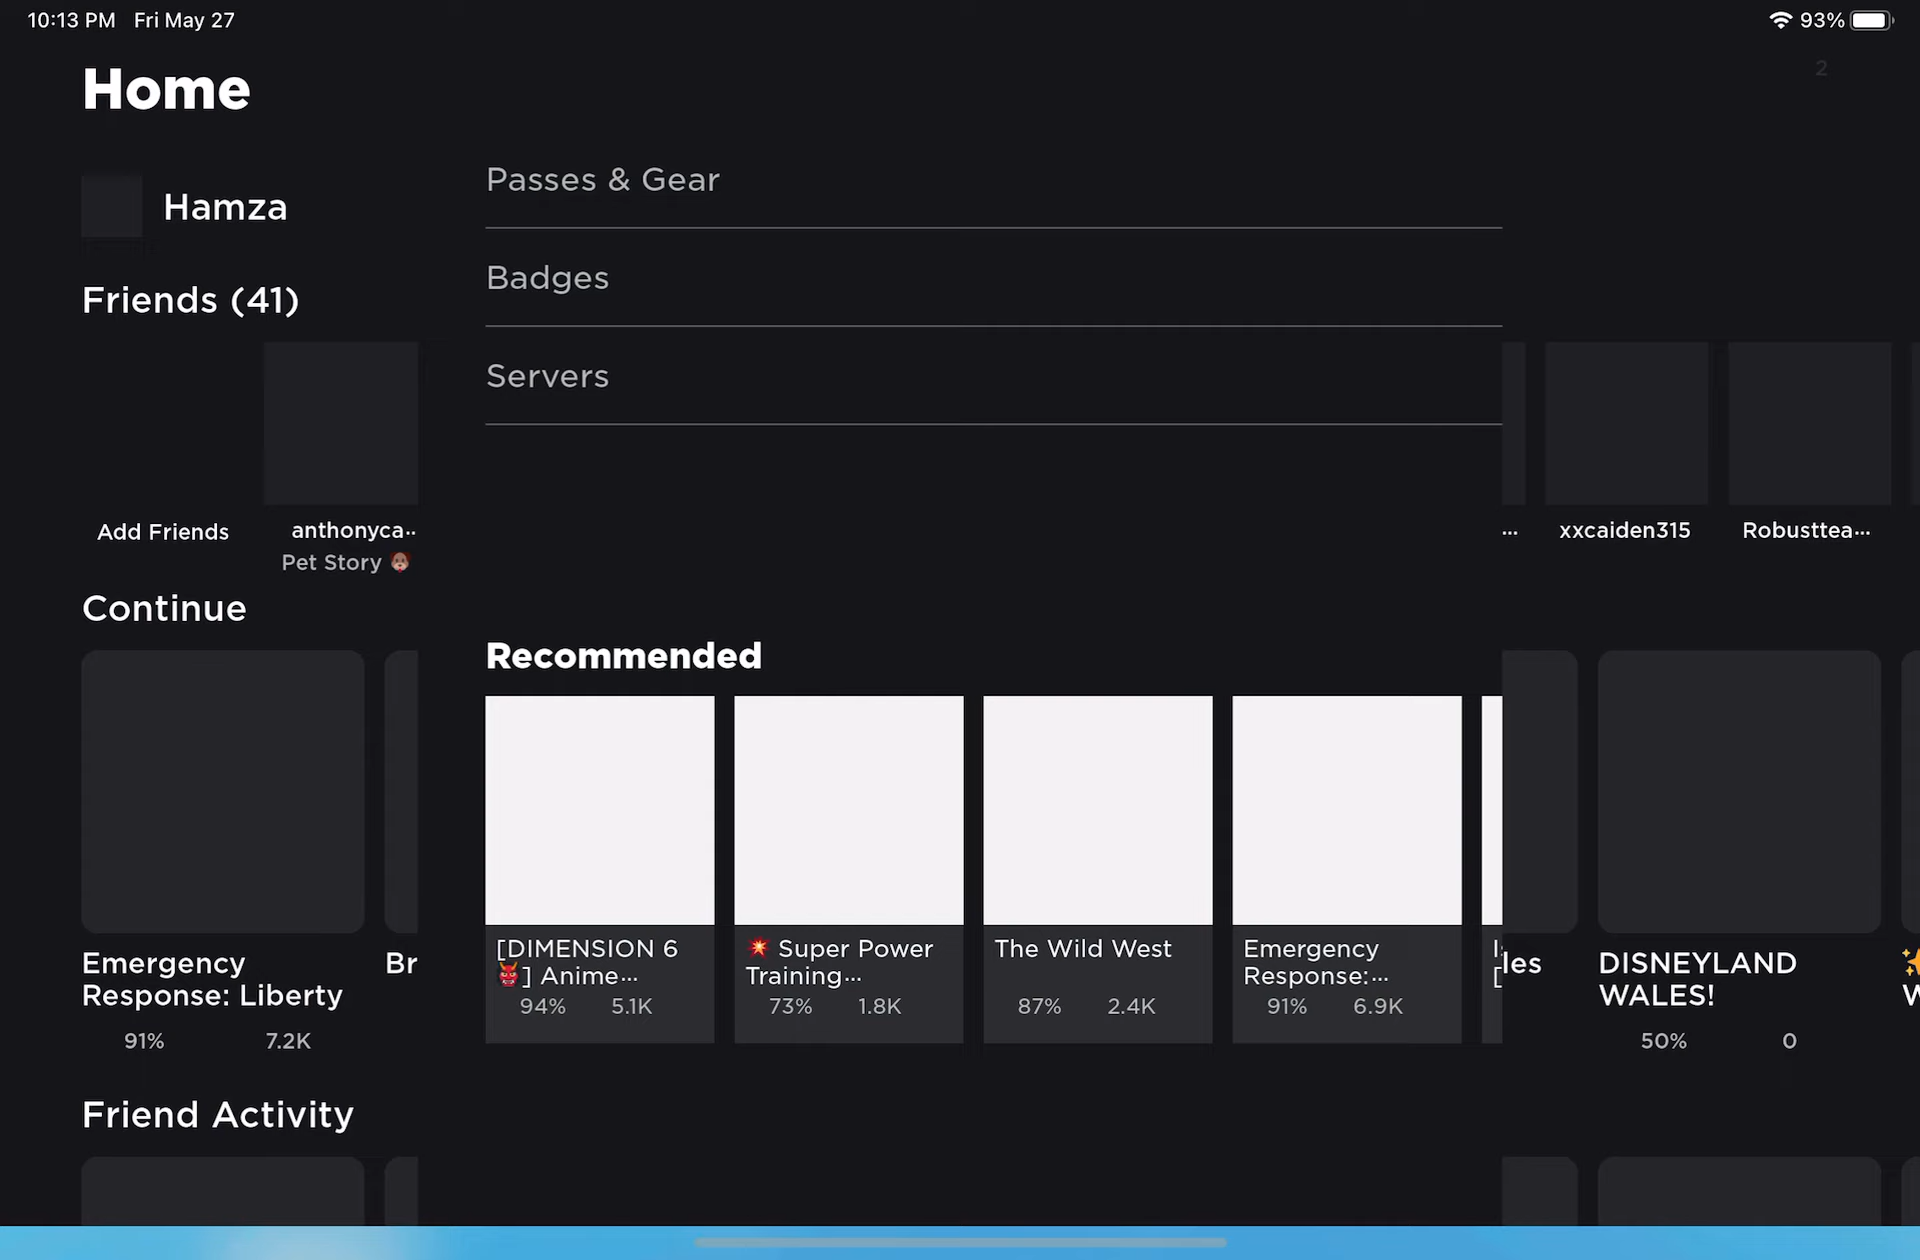 10:13 PM Fri May 27
93%
Home
2
Hamza
Friends (41)
Add Friends
anthonyca...
Pet Story 🐶
Continue
Emergency
Response: Liberty
91% 7.2K
Br
Friend Activity
Passes & Gear
Badges
Servers
Recommended
[DIMENSION 6
👹] Anime...
94% 5.1K
💥 Super Power
Training...
73% 1.8K
The Wild West
87% 2.4K
Emergency
Response:...
91% 6.9K
[
...
xxcaiden315
Robusttea...
les
DISNEYLAND
WALES!
50% 0
✨
W